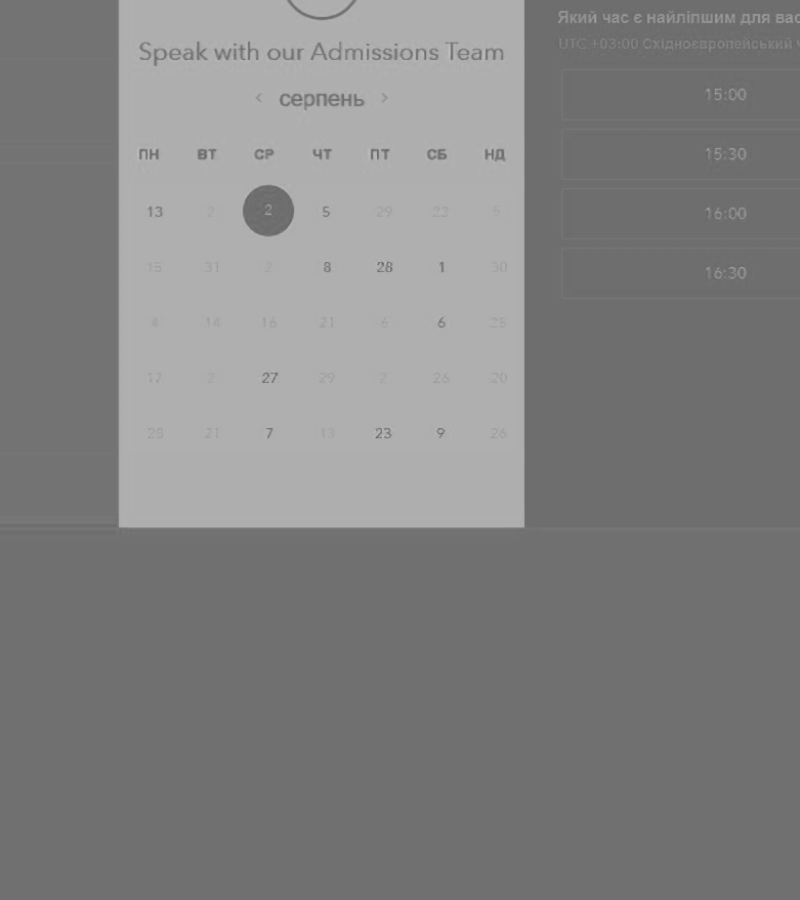 Speak with our Admissions Team
‹ серпень ›
ПН ВТ СР ЧТ ПТ СБ НД
13 2 2 5 29 22 5
15 31 2 8 28 1 30
4 14 16 21 6 6 25
17 2 27 29 7 26 20
28 21 7 13 23 9 26
Який час є найліпшим для вас
UTC +03:00 Східноєвропейський ч
15:00
15:30
16:00
16:30